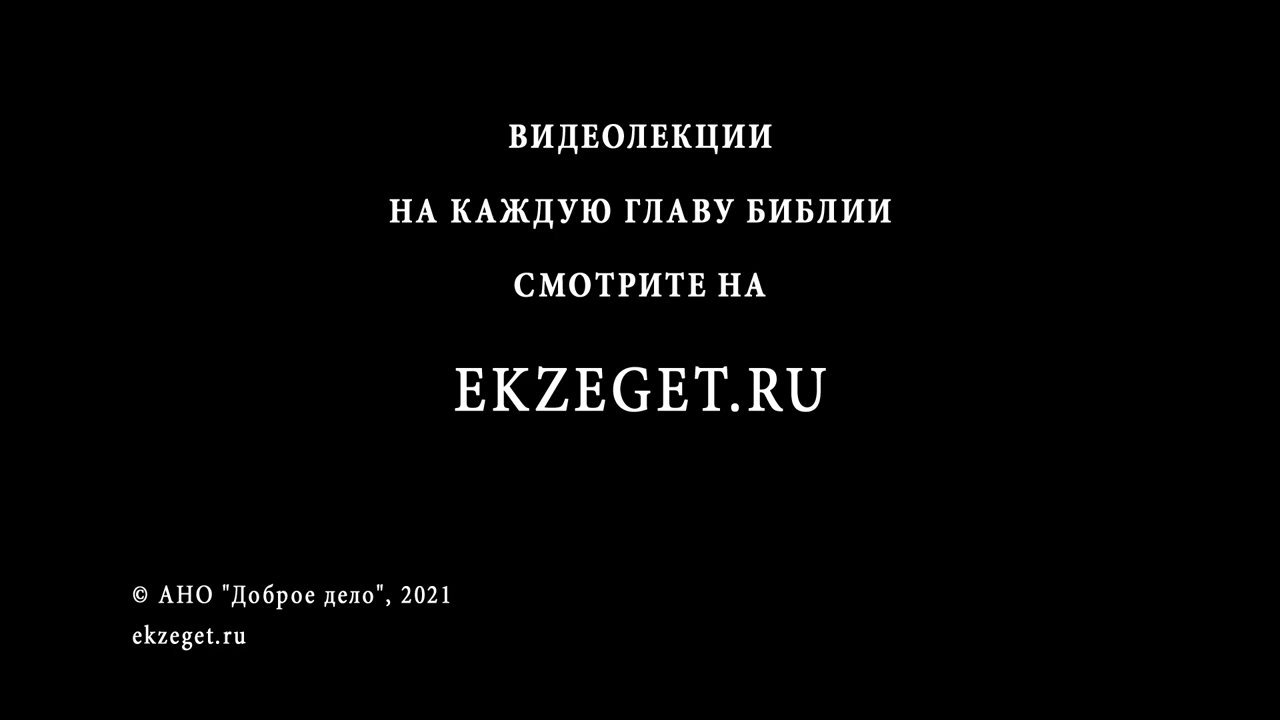 ВИДЕОЛЕКЦИИ
НА КАЖДУЮ ГЛАВУ БИБЛИИ
СМОТРИТЕ НА
EKZEGET.RU
© АНО "Доброе дело", 2021
ekzeget.ru